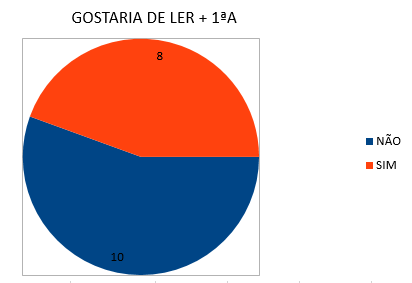 GOSTARIA DE LER + 1ªA
8
NÃO
SIM
10